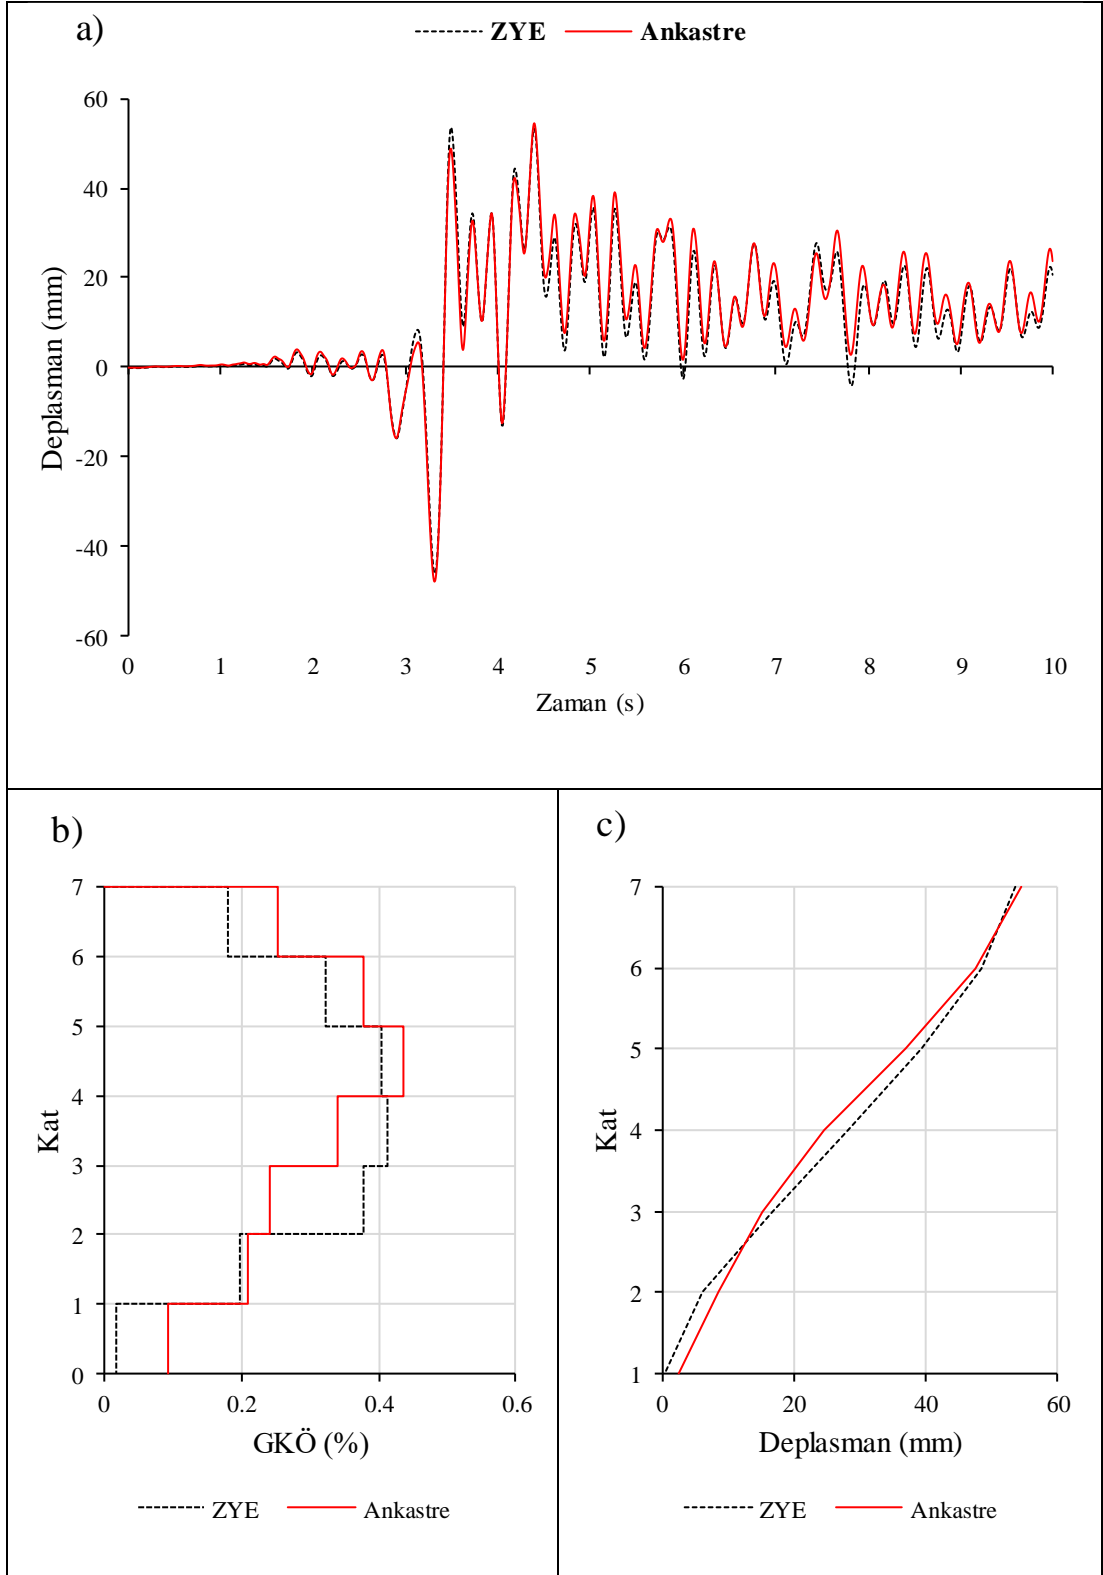 a)
ZYE Ankastre
60
40
20
0
-20
-40
-60
Deplasman (mm)
0 1 2 3 4 5 6 7 8 9 10
Zaman (s)
b)
7
6
5
4
3
2
1
0
Kat
0 0.2 0.4 0.6
GKÖ (%)
ZYE Ankastre
c)
7
6
5
4
3
2
1
Kat
0 20 40 60
Deplasman (mm)
ZYE Ankastre